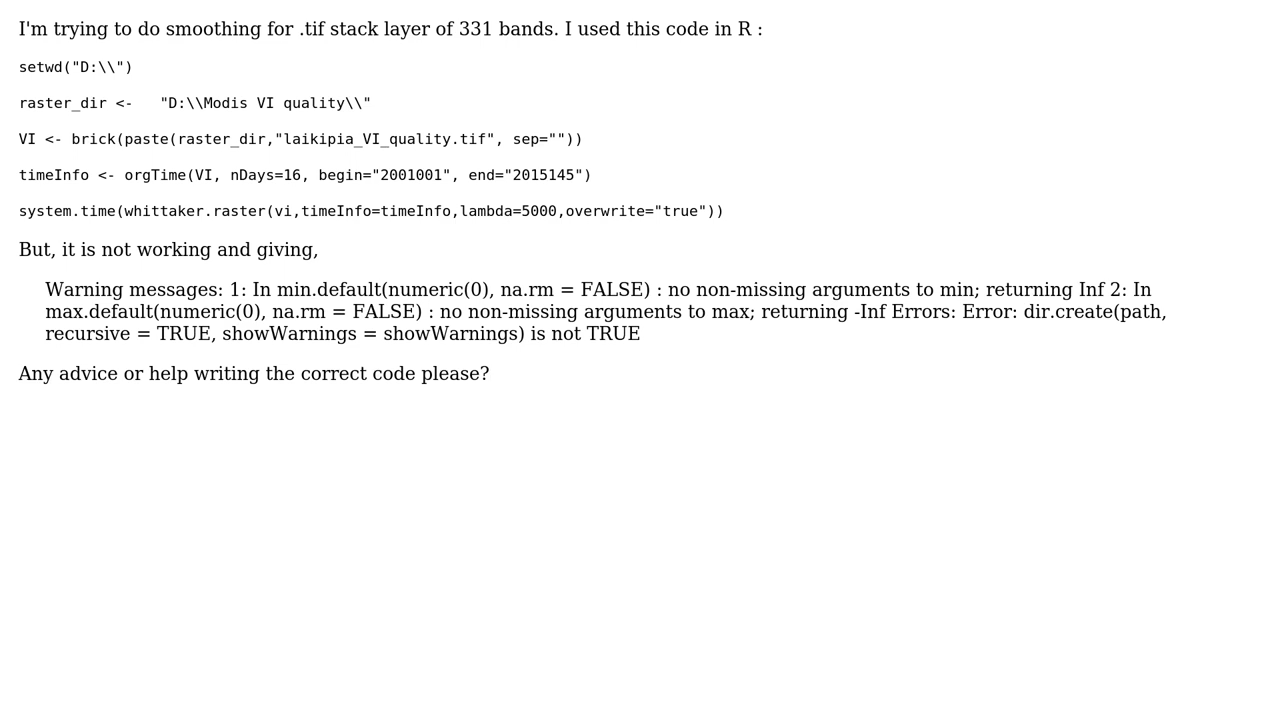 I'm trying to do smoothing for .tif stack layer of 331 bands. I used this code in R :
setwd("D:\\")
raster_dir <-   "D:\\Modis VI quality\\"
VI <- brick(paste(raster_dir,"laikipia_VI_quality.tif", sep=""))
timeInfo <- orgTime(VI, nDays=16, begin="2001001", end="2015145")
system.time(whittaker.raster(vi,timeInfo=timeInfo,lambda=5000,overwrite="true"))
But, it is not working and giving,
Warning messages: 1: In min.default(numeric(0), na.rm = FALSE) : no non-missing arguments to min; returning Inf 2: In
max.default(numeric(0), na.rm = FALSE) : no non-missing arguments to max; returning -Inf Errors: Error: dir.create(path,
recursive = TRUE, showWarnings = showWarnings) is not TRUE
Any advice or help writing the correct code please?